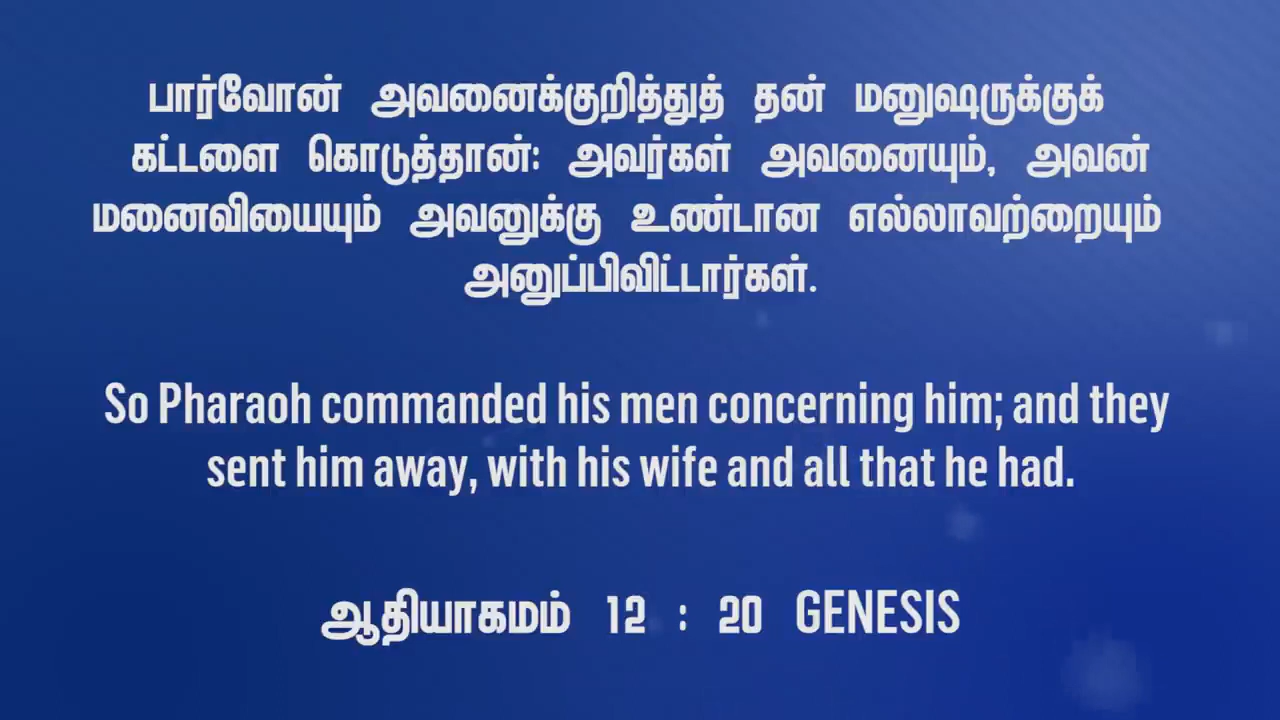 பார்வோன் அவனைக்குறித்துத் தன் மனுஷருக்குக்
கட்டளை கொடுத்தான்: அவர்கள் அவனையும், அவன்
மனைவியையும் அவனுக்கு உண்டான எல்லாவற்றையும்
அனுப்பிவிட்டார்கள்.
So Pharaoh commanded his men concerning him; and they
sent him away, with his wife and all that he had.
ஆதியாகமம் 12 : 20 GENESIS